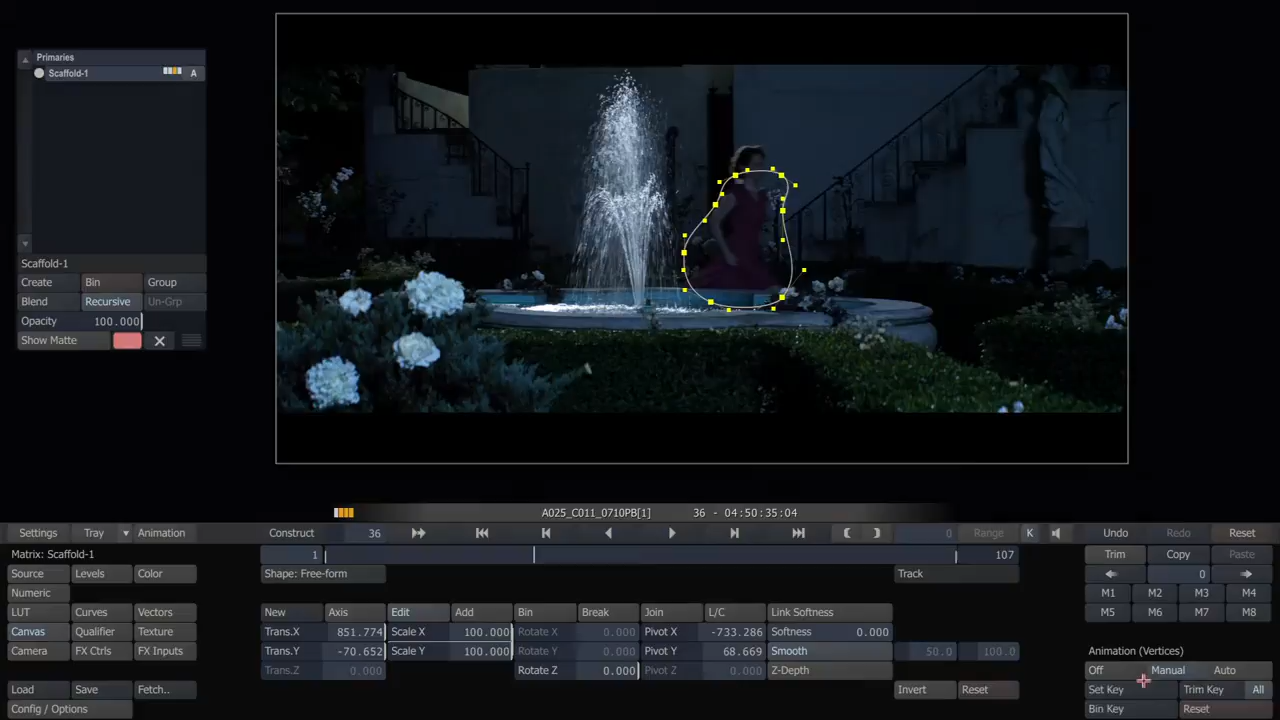 Primaries
Scaffold-1 A
Scaffold-1
Create Bin Group
Blend Recursive Un-Grp
Opacity 100.000
Show Matte
A025_C011_0710PB[1] 36 - 04:50:35:04
Settings Tray Animation Construct 36 0 Range K Undo Redo Reset
Matrix: Scaffold-1 1 107 Trim Copy Paste
Source Levels Color Shape: Free-form Track 0
Numeric M1 M2 M3 M4
LUT Curves Vectors New Axis Edit Add Bin Break Join L/C Link Softness M5 M6 M7 M8
Canvas Qualifier Texture Trans.X 851.774 Scale X 100.000 Rotate X 0.000 Pivot X -733.286 Softness 0.000
Camera FX Ctrls FX Inputs Trans.Y -70.652 Scale Y 100.000 Rotate Y 0.000 Pivot Y 68.669 Smooth 50.0 100.0 Animation (Vertices)
Trans.Z 0.000 Rotate Z 0.000 Pivot Z Z-Depth Off Manual Auto
Load Save Fetch.. Invert Reset Set Key Trim Key All
Config / Options Bin Key Reset